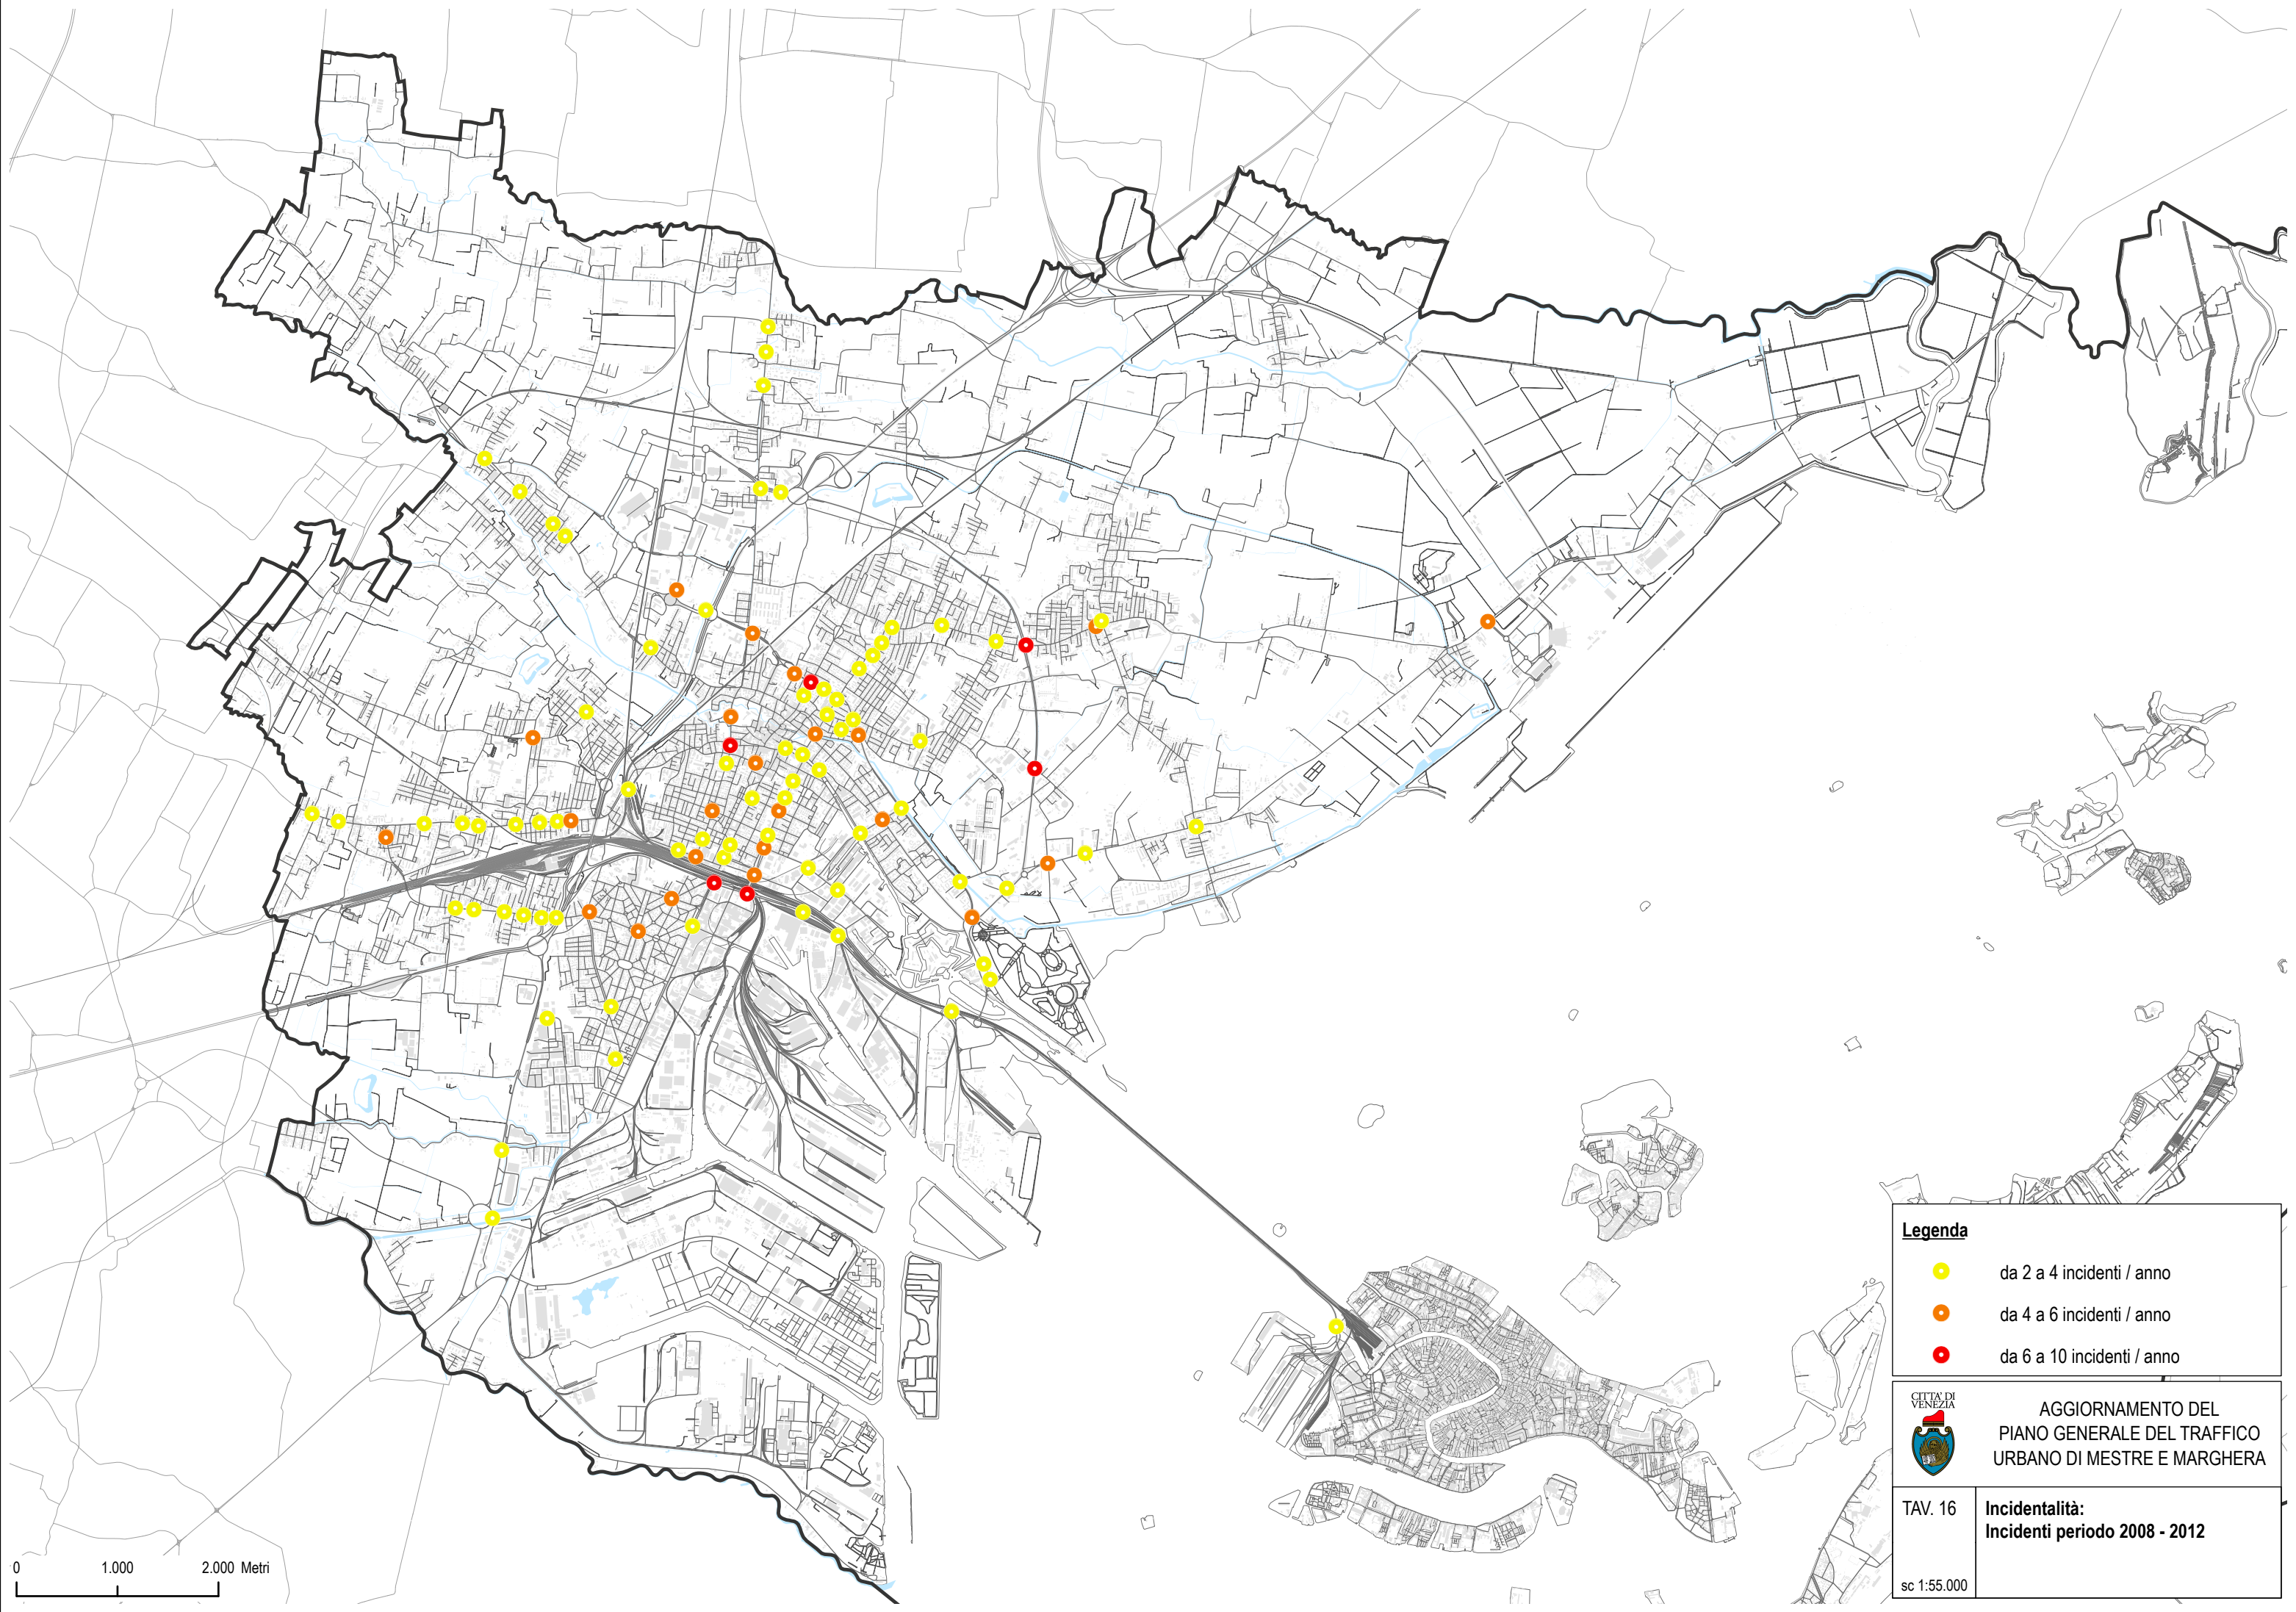 Legenda
da 2 a 4 incidenti / anno
da 4 a 6 incidenti / anno
da 6 a 10 incidenti / anno
CITTA' DI
VENEZIA
AGGIORNAMENTO DEL
PIANO GENERALE DEL TRAFFICO
URBANO DI MESTRE E MARGHERA
TAV. 16
Incidentalità:
Incidenti periodo 2008 - 2012
sc 1:55.000
0 1.000 2.000 Metri